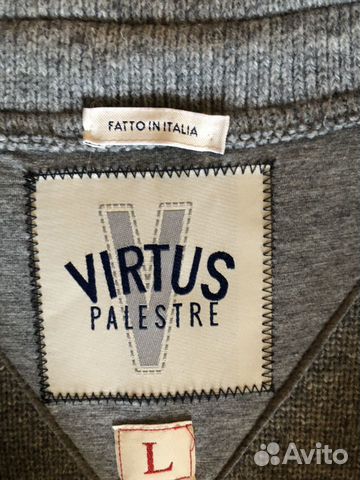 FATTO IN ITALIA
VIRTUS
PALESTRE
L
Avito